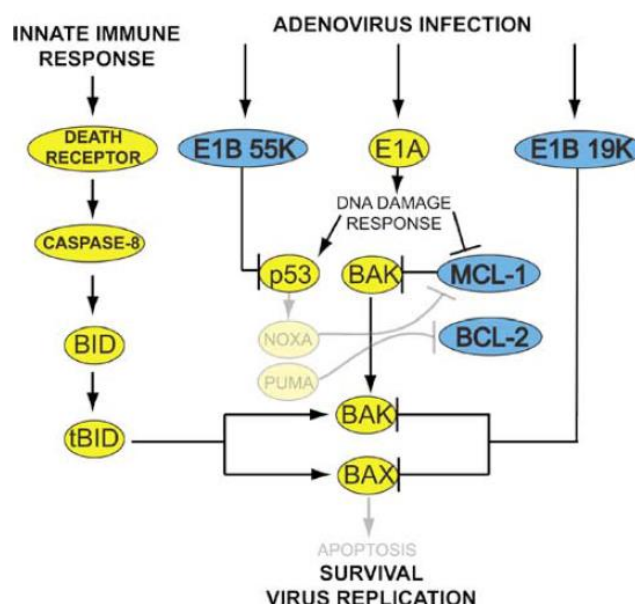 INNATE IMMUNE
RESPONSE
ADENOVIRUS INFECTION
DEATH
RECEPTOR
E1B 55K
E1A
E1B 19K
DNA DAMAGE
RESPONSE
CASPASE-8
p53
BAK
MCL-1
NOXA
BCL-2
BID
PUMA
BAK
tBID
BAX
APOPTOSIS
SURVIVAL
VIRUS REPLICATION